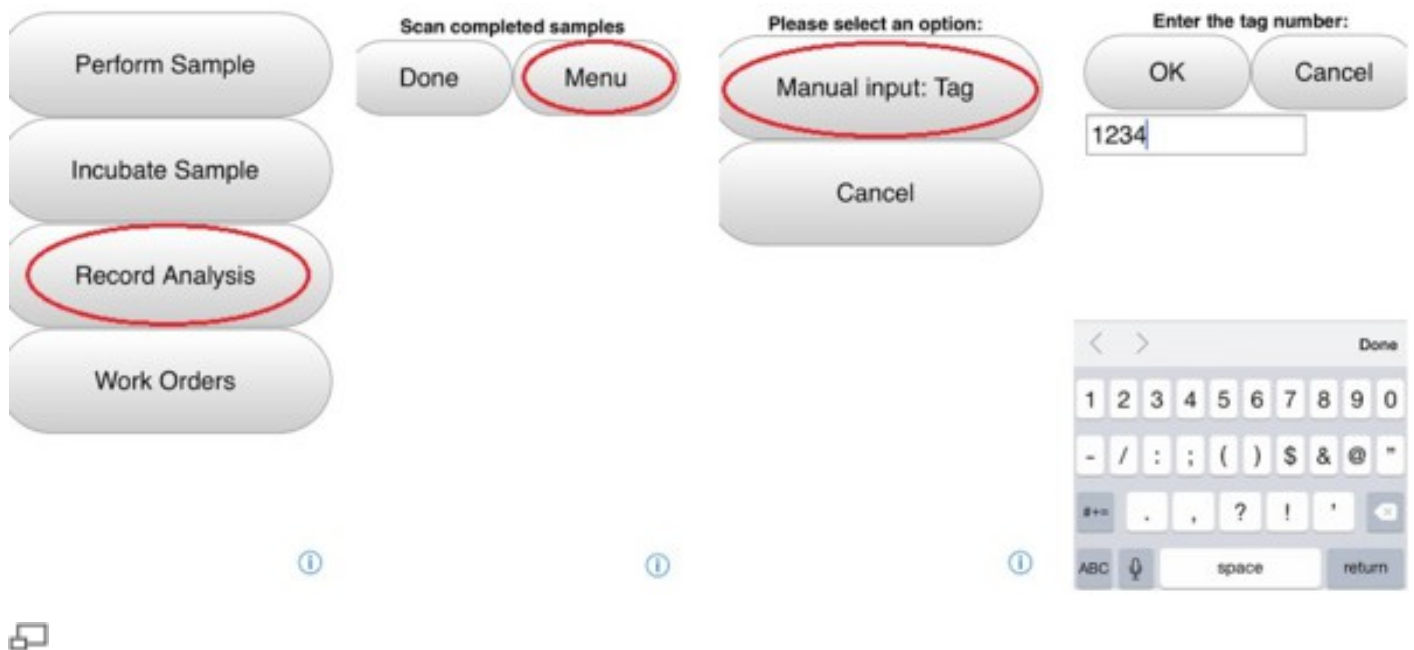 Perform Sample
Incubate Sample
Record Analysis
Work Orders
Scan completed samples
Done Menu
Please select an option:
Manual input: Tag
Cancel
Enter the tag number:
OK Cancel
1234
Done
1 2 3 4 5 6 7 8 9 0
- / : ; ( ) $ & @ "
#+= . , ? ! '
ABC space return